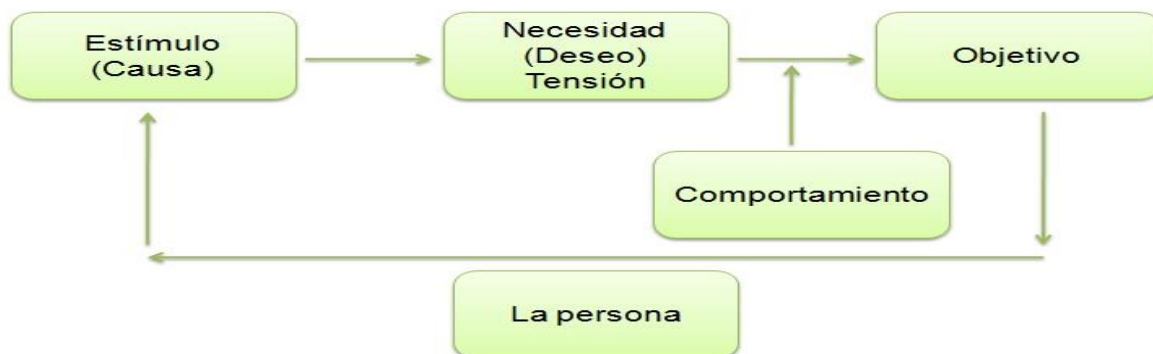 Estímulo
(Causa)
Necesidad
(Deseo)
Tensión
Objetivo
Comportamiento
La persona